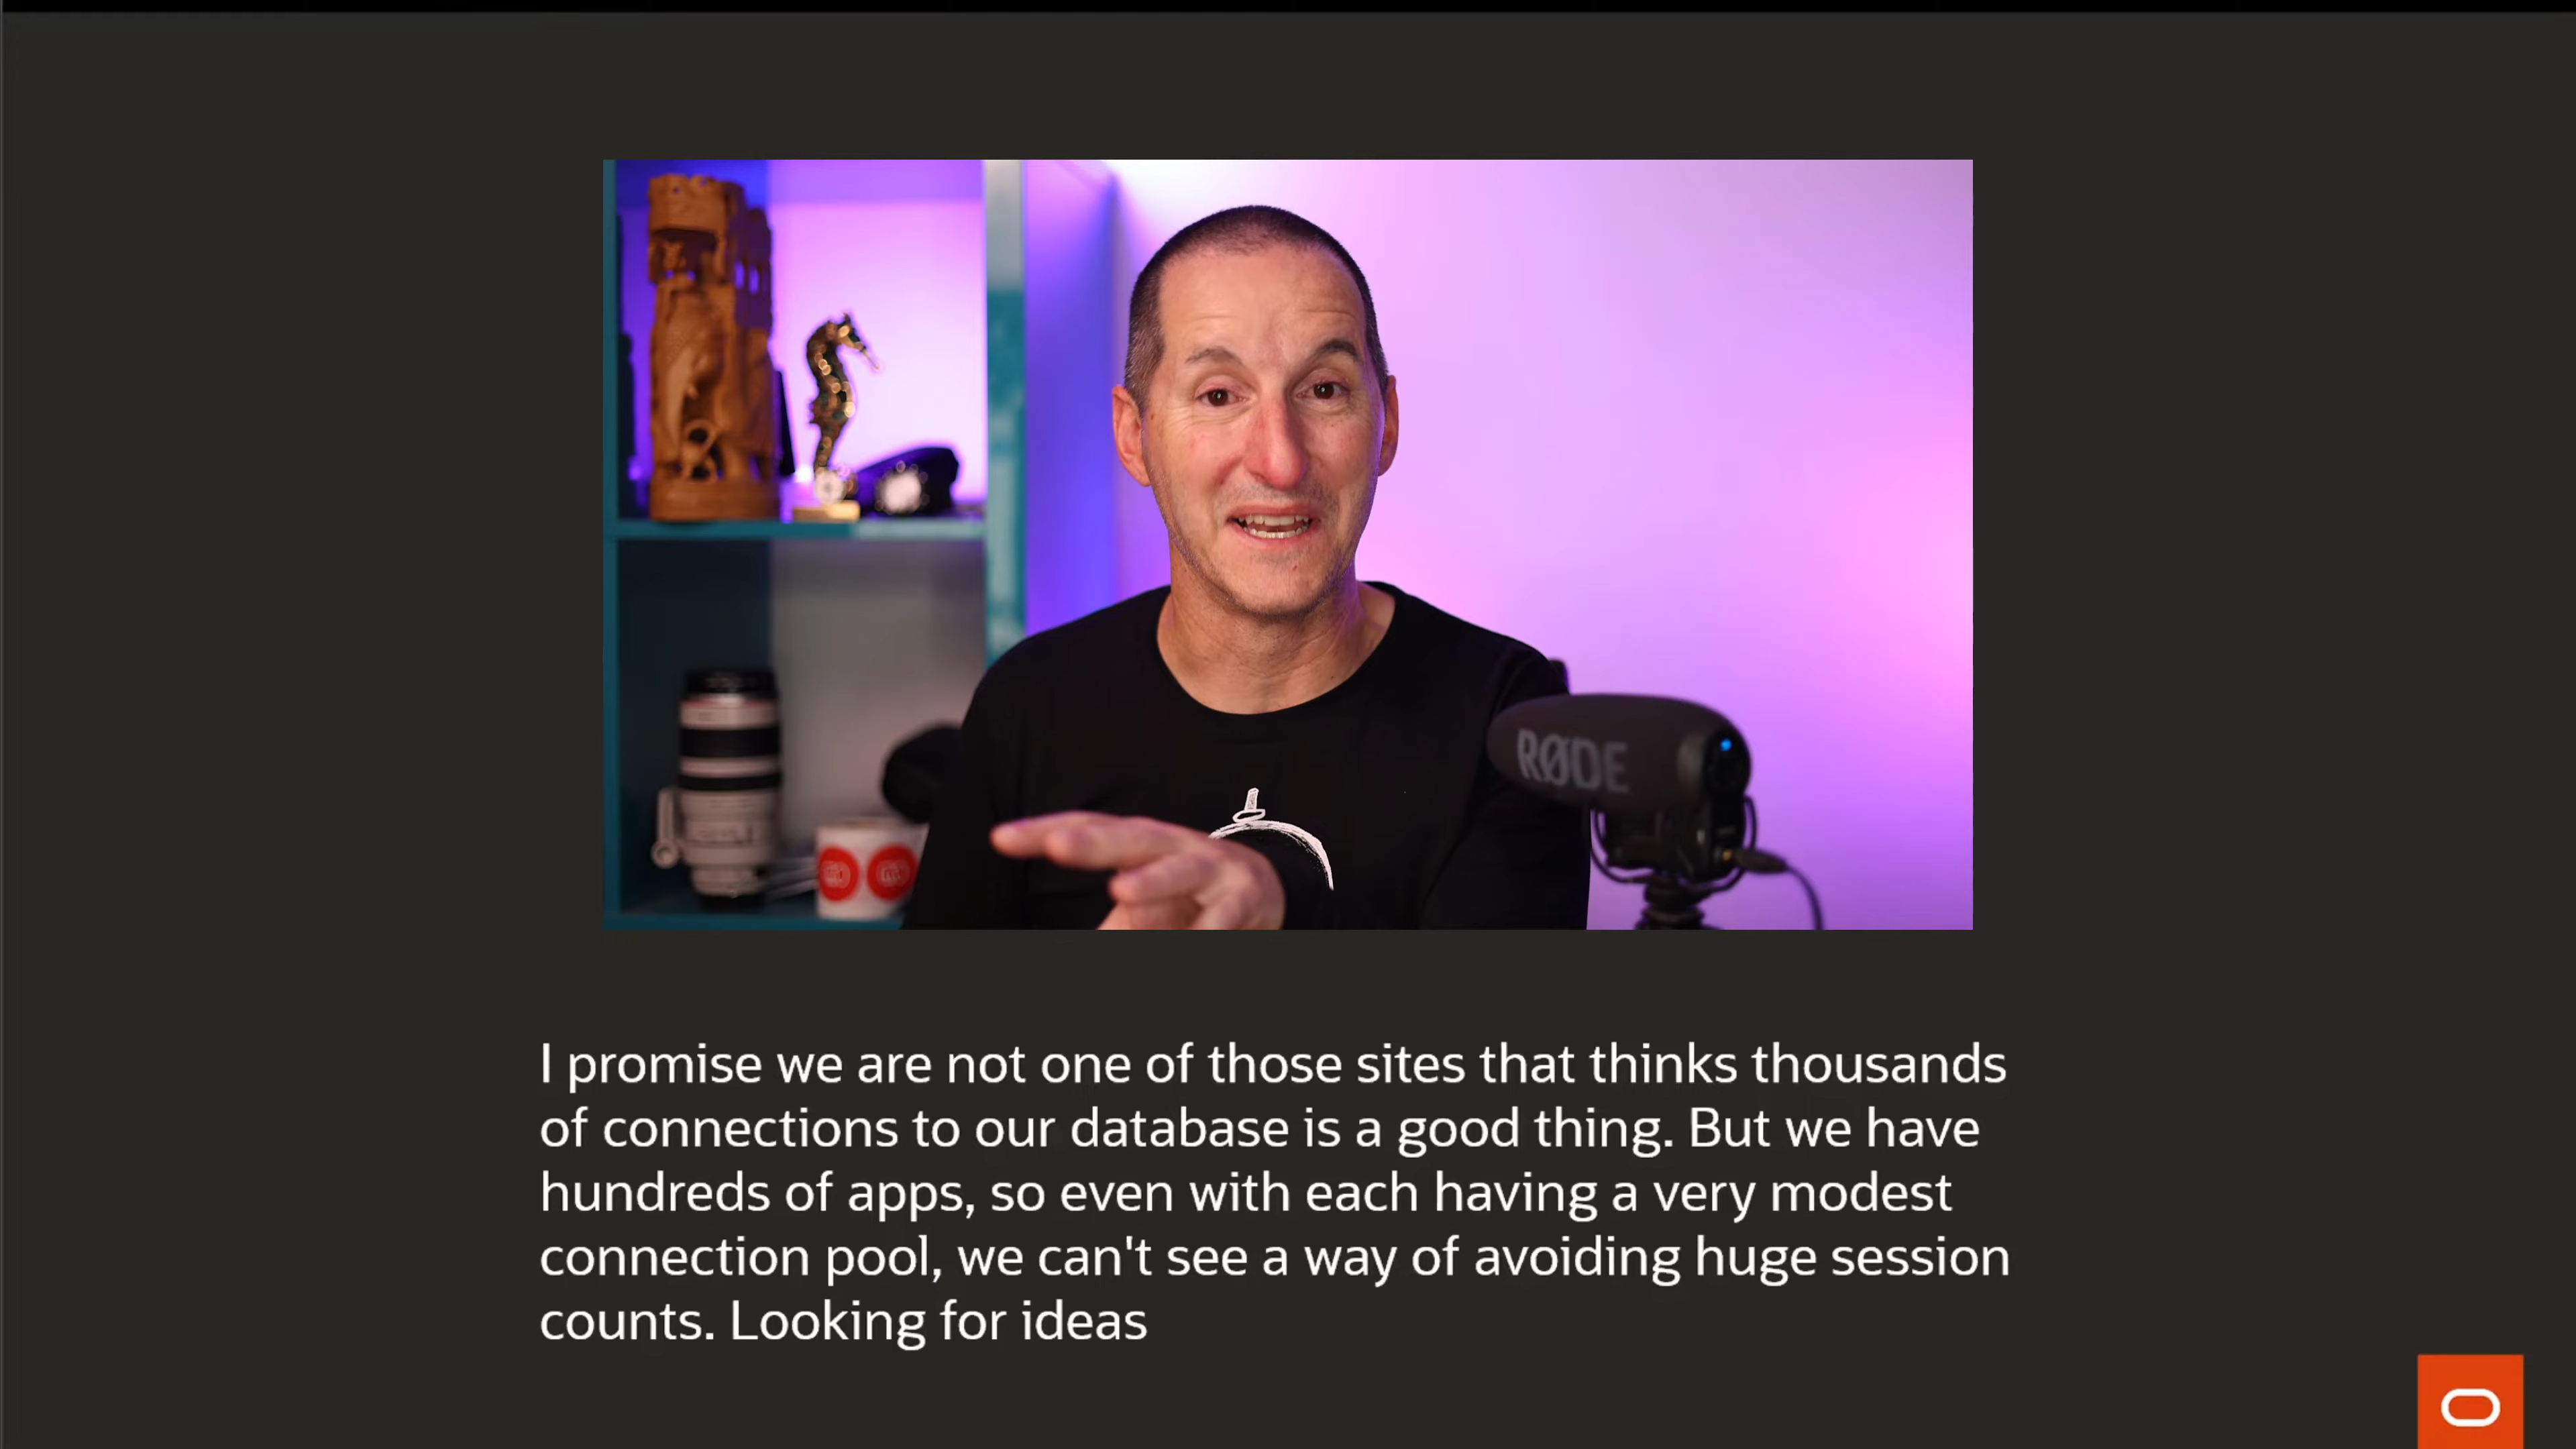 RØDE
I promise we are not one of those sites that thinks thousands
of connections to our database is a good thing. But we have
hundreds of apps, so even with each having a very modest
connection pool, we can't see a way of avoiding huge session
counts. Looking for ideas